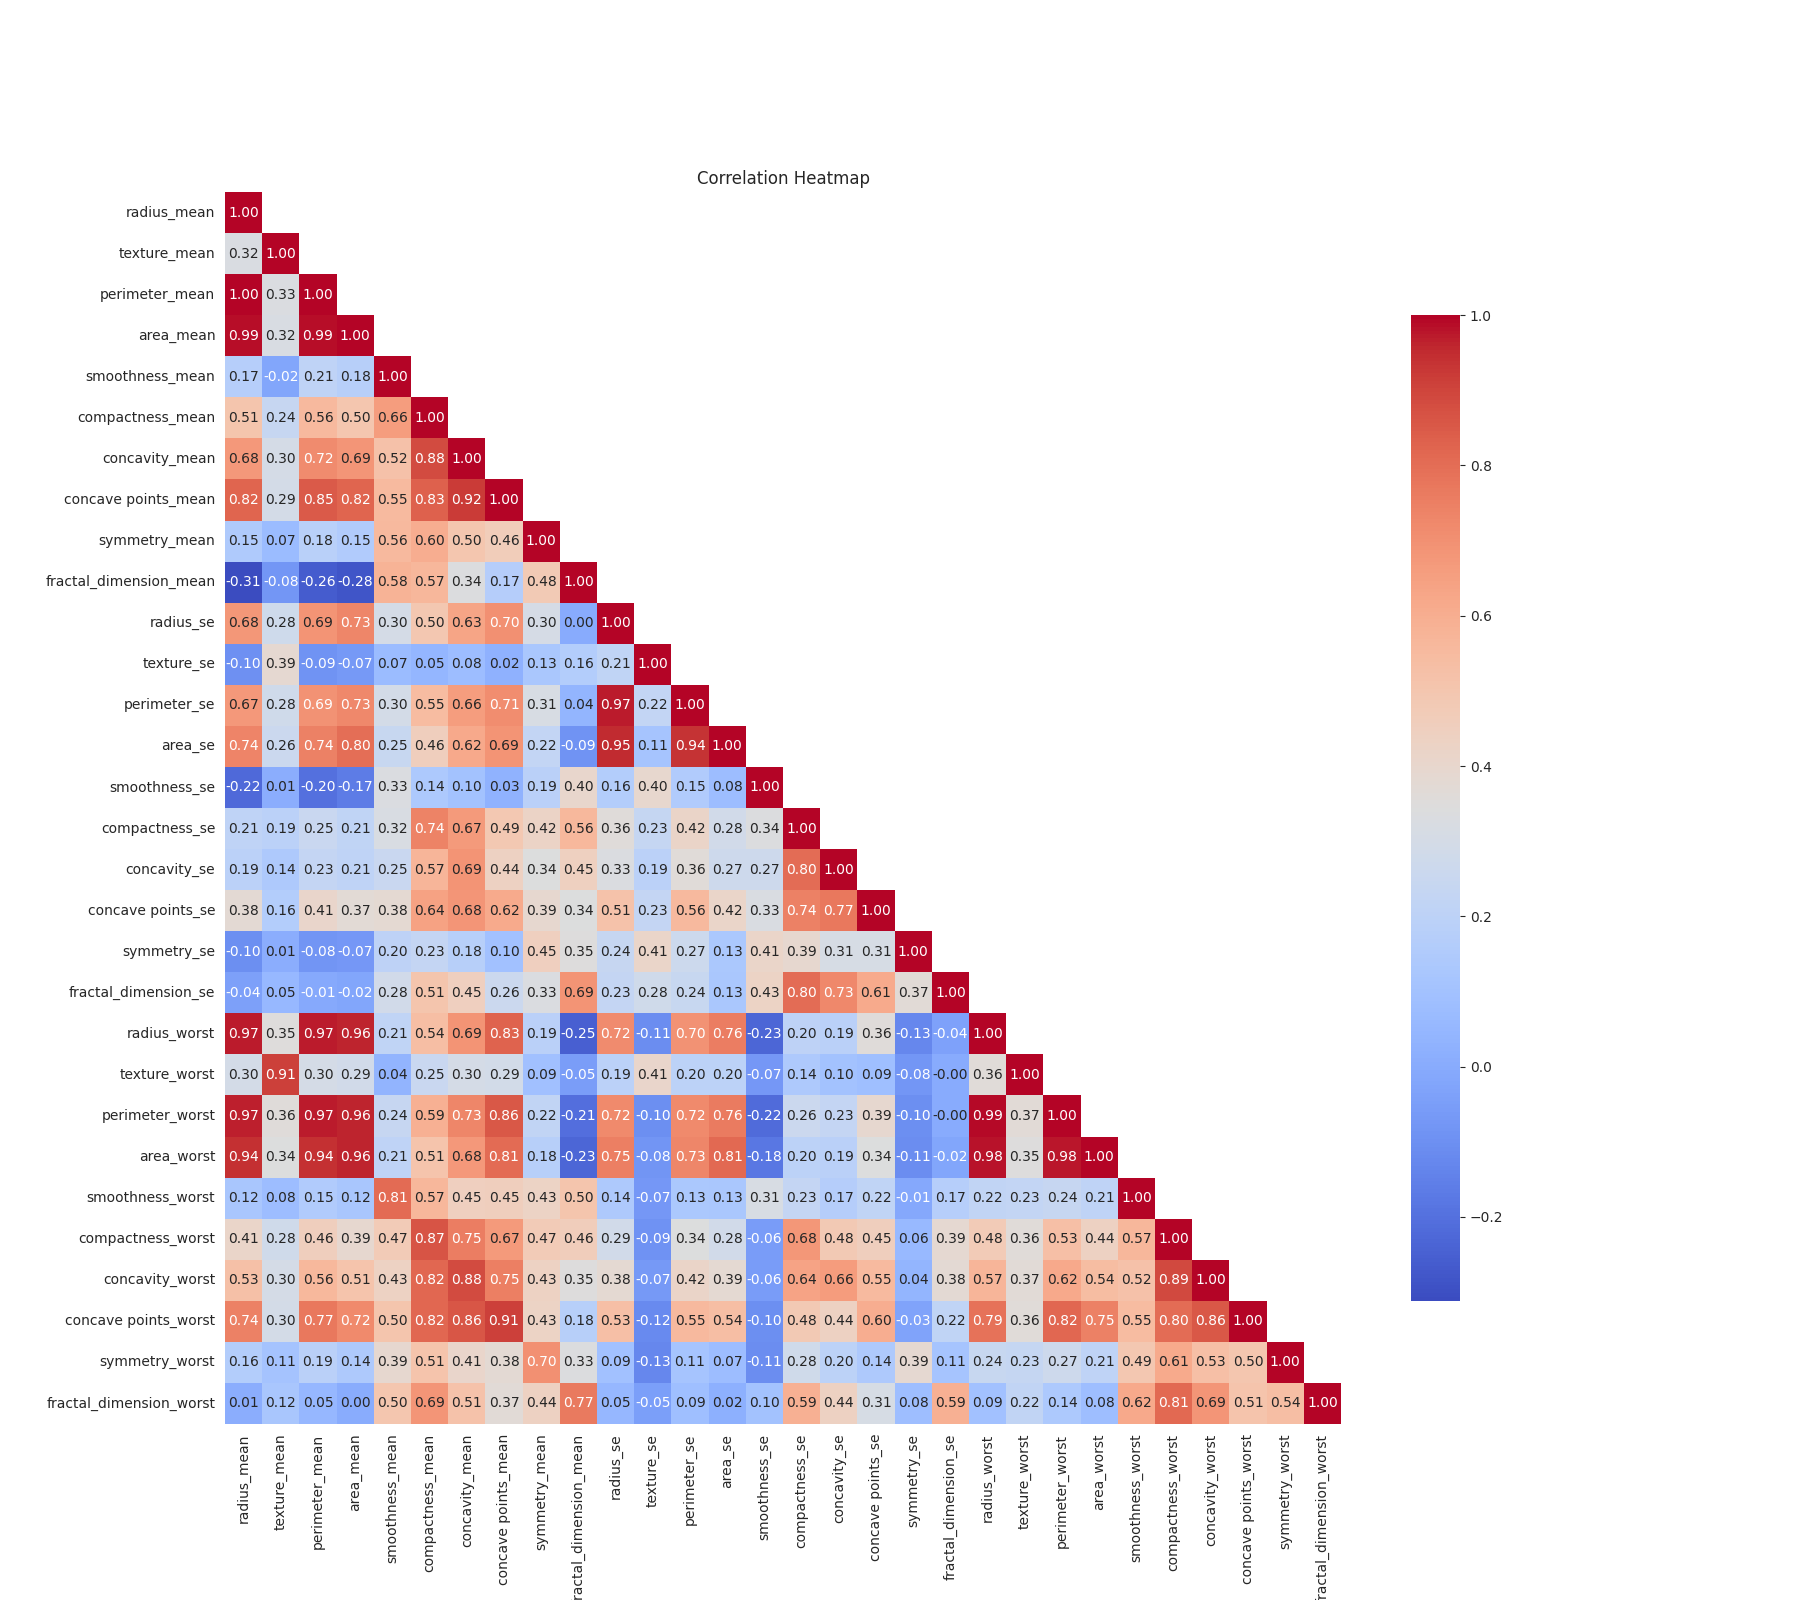 Correlation Heatmap
radius_mean 1.00
texture_mean 0.32 1.00
perimeter_mean 1.00 0.33 1.00
area_mean 0.99 0.32 0.99 1.00
smoothness_mean 0.17 -0.02 0.21 0.18 1.00
compactness_mean 0.51 0.24 0.56 0.50 0.66 1.00
concavity_mean 0.68 0.30 0.72 0.69 0.52 0.88 1.00
concave points_mean 0.82 0.29 0.85 0.82 0.55 0.83 0.92 1.00
symmetry_mean 0.15 0.07 0.18 0.15 0.56 0.60 0.50 0.46 1.00
fractal_dimension_mean -0.31 -0.08 -0.26 -0.28 0.58 0.57 0.34 0.17 0.48 1.00
radius_se 0.68 0.28 0.69 0.73 0.30 0.50 0.63 0.70 0.30 0.00 1.00
texture_se -0.10 0.39 -0.09 -0.07 0.07 0.05 0.08 0.02 0.13 0.16 0.21 1.00
perimeter_se 0.67 0.28 0.69 0.73 0.30 0.55 0.66 0.71 0.31 0.04 0.97 0.22 1.00
area_se 0.74 0.26 0.74 0.80 0.25 0.46 0.62 0.69 0.22 -0.09 0.95 0.11 0.94 1.00
smoothness_se -0.22 0.01 -0.20 -0.17 0.33 0.14 0.10 0.03 0.19 0.40 0.16 0.40 0.15 0.08 1.00
compactness_se 0.21 0.19 0.25 0.21 0.32 0.74 0.67 0.49 0.42 0.56 0.36 0.23 0.42 0.28 0.34 1.00
concavity_se 0.19 0.14 0.23 0.21 0.25 0.57 0.69 0.44 0.34 0.45 0.33 0.19 0.36 0.27 0.27 0.80 1.00
concave points_se 0.38 0.16 0.41 0.37 0.38 0.64 0.68 0.62 0.39 0.34 0.51 0.23 0.56 0.42 0.33 0.74 0.77 1.00
symmetry_se -0.10 0.01 -0.08 -0.07 0.20 0.23 0.18 0.10 0.45 0.35 0.24 0.41 0.27 0.13 0.41 0.39 0.31 0.31 1.00
fractal_dimension_se -0.04 0.05 -0.01 -0.02 0.28 0.51 0.45 0.26 0.33 0.69 0.23 0.28 0.24 0.13 0.43 0.80 0.73 0.61 0.37 1.00
radius_worst 0.97 0.35 0.97 0.96 0.21 0.54 0.69 0.83 0.19 -0.25 0.72 -0.11 0.70 0.76 -0.23 0.20 0.19 0.36 -0.13 -0.04 1.00
texture_worst 0.30 0.91 0.30 0.29 0.04 0.25 0.30 0.29 0.09 -0.05 0.19 0.41 0.20 0.20 -0.07 0.14 0.10 0.09 -0.08 -0.00 0.36 1.00
perimeter_worst 0.97 0.36 0.97 0.96 0.24 0.59 0.73 0.86 0.22 -0.21 0.72 -0.10 0.72 0.76 -0.22 0.26 0.23 0.39 -0.10 -0.00 0.99 0.37 1.00
area_worst 0.94 0.34 0.94 0.96 0.21 0.51 0.68 0.81 0.18 -0.23 0.75 -0.08 0.73 0.81 -0.18 0.20 0.19 0.34 -0.11 -0.02 0.98 0.35 0.98 1.00
smoothness_worst 0.12 0.08 0.15 0.12 0.81 0.57 0.45 0.45 0.43 0.50 0.14 -0.07 0.13 0.13 0.31 0.23 0.17 0.22 -0.01 0.17 0.22 0.23 0.24 0.21 1.00
compactness_worst 0.41 0.28 0.46 0.39 0.47 0.87 0.75 0.67 0.47 0.46 0.29 -0.09 0.34 0.28 -0.06 0.68 0.48 0.45 0.06 0.39 0.48 0.36 0.53 0.44 0.57 1.00
concavity_worst 0.53 0.30 0.56 0.51 0.43 0.82 0.88 0.75 0.43 0.35 0.38 -0.07 0.42 0.39 -0.06 0.64 0.66 0.55 0.04 0.38 0.57 0.37 0.62 0.54 0.52 0.89 1.00
concave points_worst 0.74 0.30 0.77 0.72 0.50 0.82 0.86 0.91 0.43 0.18 0.53 -0.12 0.55 0.54 -0.10 0.48 0.44 0.60 -0.03 0.22 0.79 0.36 0.82 0.75 0.55 0.80 0.86 1.00
symmetry_worst 0.16 0.11 0.19 0.14 0.39 0.51 0.41 0.38 0.70 0.33 0.09 -0.13 0.11 0.07 -0.11 0.28 0.20 0.14 0.39 0.11 0.24 0.23 0.27 0.21 0.49 0.61 0.53 0.50 1.00
fractal_dimension_worst 0.01 0.12 0.05 0.00 0.50 0.69 0.51 0.37 0.44 0.77 0.05 -0.05 0.09 0.02 0.10 0.59 0.44 0.31 0.08 0.59 0.09 0.22 0.14 0.08 0.62 0.81 0.69 0.51 0.54 1.00
radius_mean
texture_mean
perimeter_mean
area_mean
smoothness_mean
compactness_mean
concavity_mean
concave points_mean
symmetry_mean
ractal_dimension_mean
radius_se
texture_se
perimeter_se
area_se
smoothness_se
compactness_se
concavity_se
concave points_se
symmetry_se
fractal_dimension_se
radius_worst
texture_worst
perimeter_worst
area_worst
smoothness_worst
compactness_worst
concavity_worst
concave points_worst
symmetry_worst
ractal_dimension_worst
1.0
0.8
0.6
0.4
0.2
0.0
−0.2